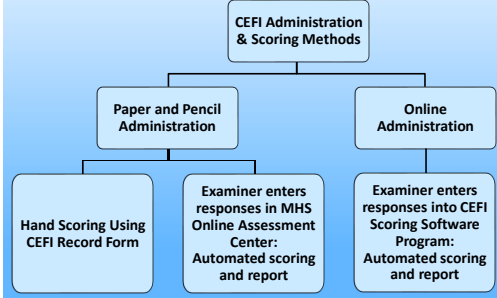 CEFI Administration
& Scoring Methods
Paper and Pencil
Administration
Online
Administration
Hand Scoring Using
CEFI Record Form
Examiner enters
responses in MHS
Online Assessment
Center:
Automated scoring
and report
Examiner enters
responses into CEFI
Scoring Software
Program:
Automated scoring
and report